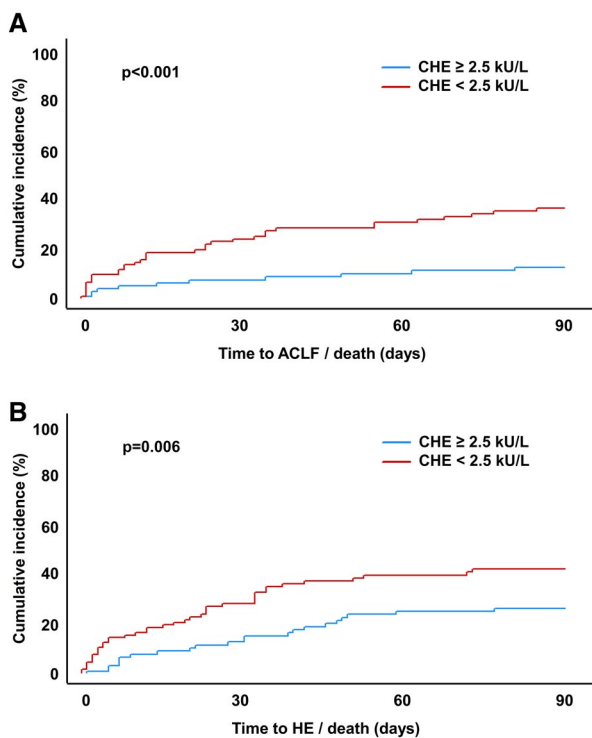 A
Cumulative incidence (%)
100
80
60
40
20
0
p<0.001
CHE ≥ 2.5 kU/L
CHE < 2.5 kU/L
0 30 60 90
Time to ACLF / death (days)
B
Cumulative incidence (%)
100
80
60
40
20
0
p=0.006
CHE ≥ 2.5 kU/L
CHE < 2.5 kU/L
0 30 60 90
Time to HE / death (days)